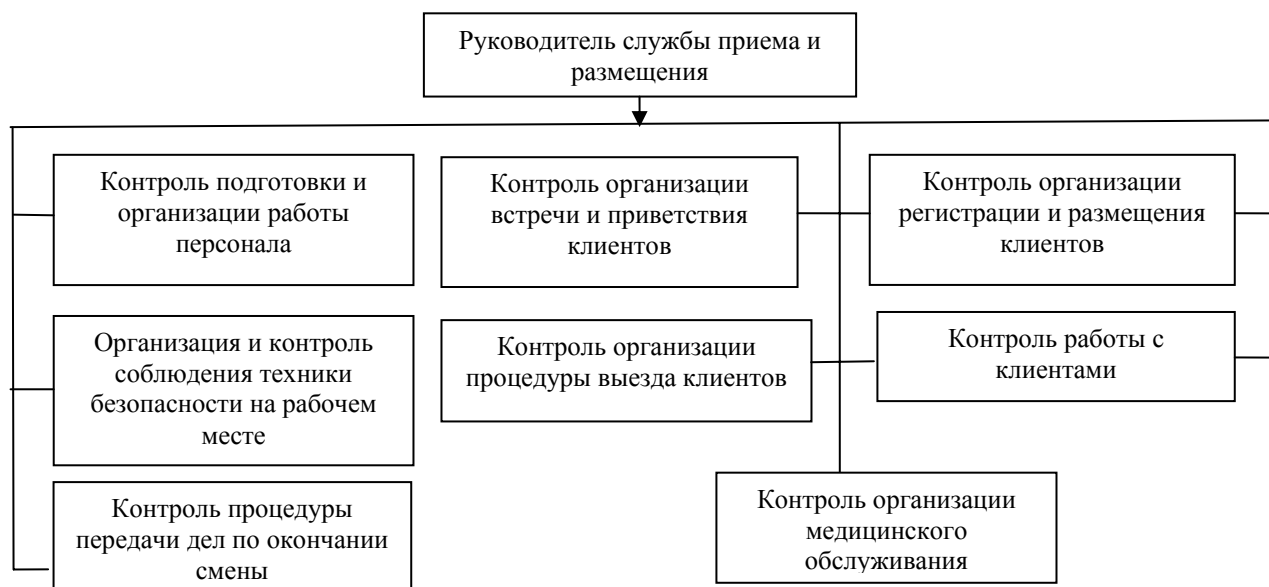 Руководитель службы приема и
размещения
Контроль подготовки и
организации работы
персонала
Контроль организации
встречи и приветствия
клиентов
Контроль организации
регистрации и размещения
клиентов
Организация и контроль
соблюдения техники
безопасности на рабочем
месте
Контроль организации
процедуры выезда клиентов
Контроль работы с
клиентами
Контроль процедуры
передачи дел по окончании
смены
Контроль организации
медицинского
обслуживания